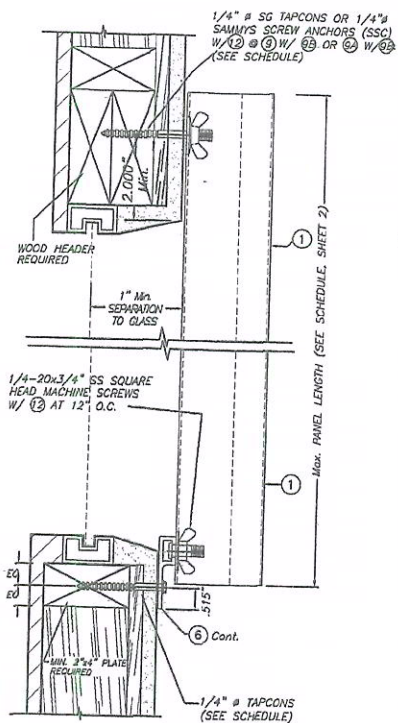 1/4" ø SG TAPCONS OR 1/4"ø
SAMMYS SCREW ANCHORS (SSC)
W/ 12 @ 9 W/ 9B OR 9A W/ 9B
(SEE SCHEDULE)
2.000"
Min.
WOOD HEADER
REQUIRED
1
1" Min.
SEPARATION
TO GLASS
Max. PANEL LENGTH (SEE SCHEDULE, SHEET 2)
1/4-20x3/4" SS SQUARE
HEAD MACHINE SCREWS
W/ 12 AT 12" O.C.
1
EQ
EQ
.515"
6 Cont.
MIN. 2"x4" PLATE
REQUIRED
1/4" ø TAPCONS
(SEE SCHEDULE)